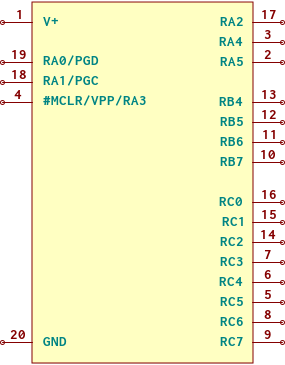 1 V+ RA2 17
RA4 3
19 RA0/PGD RA5 2
18 RA1/PGC
4 #MCLR/VPP/RA3 RB4 13
RB5 12
RB6 11
RB7 10
RC0 16
RC1 15
RC2 14
RC3 7
RC4 6
RC5 5
RC6 8
20 GND RC7 9